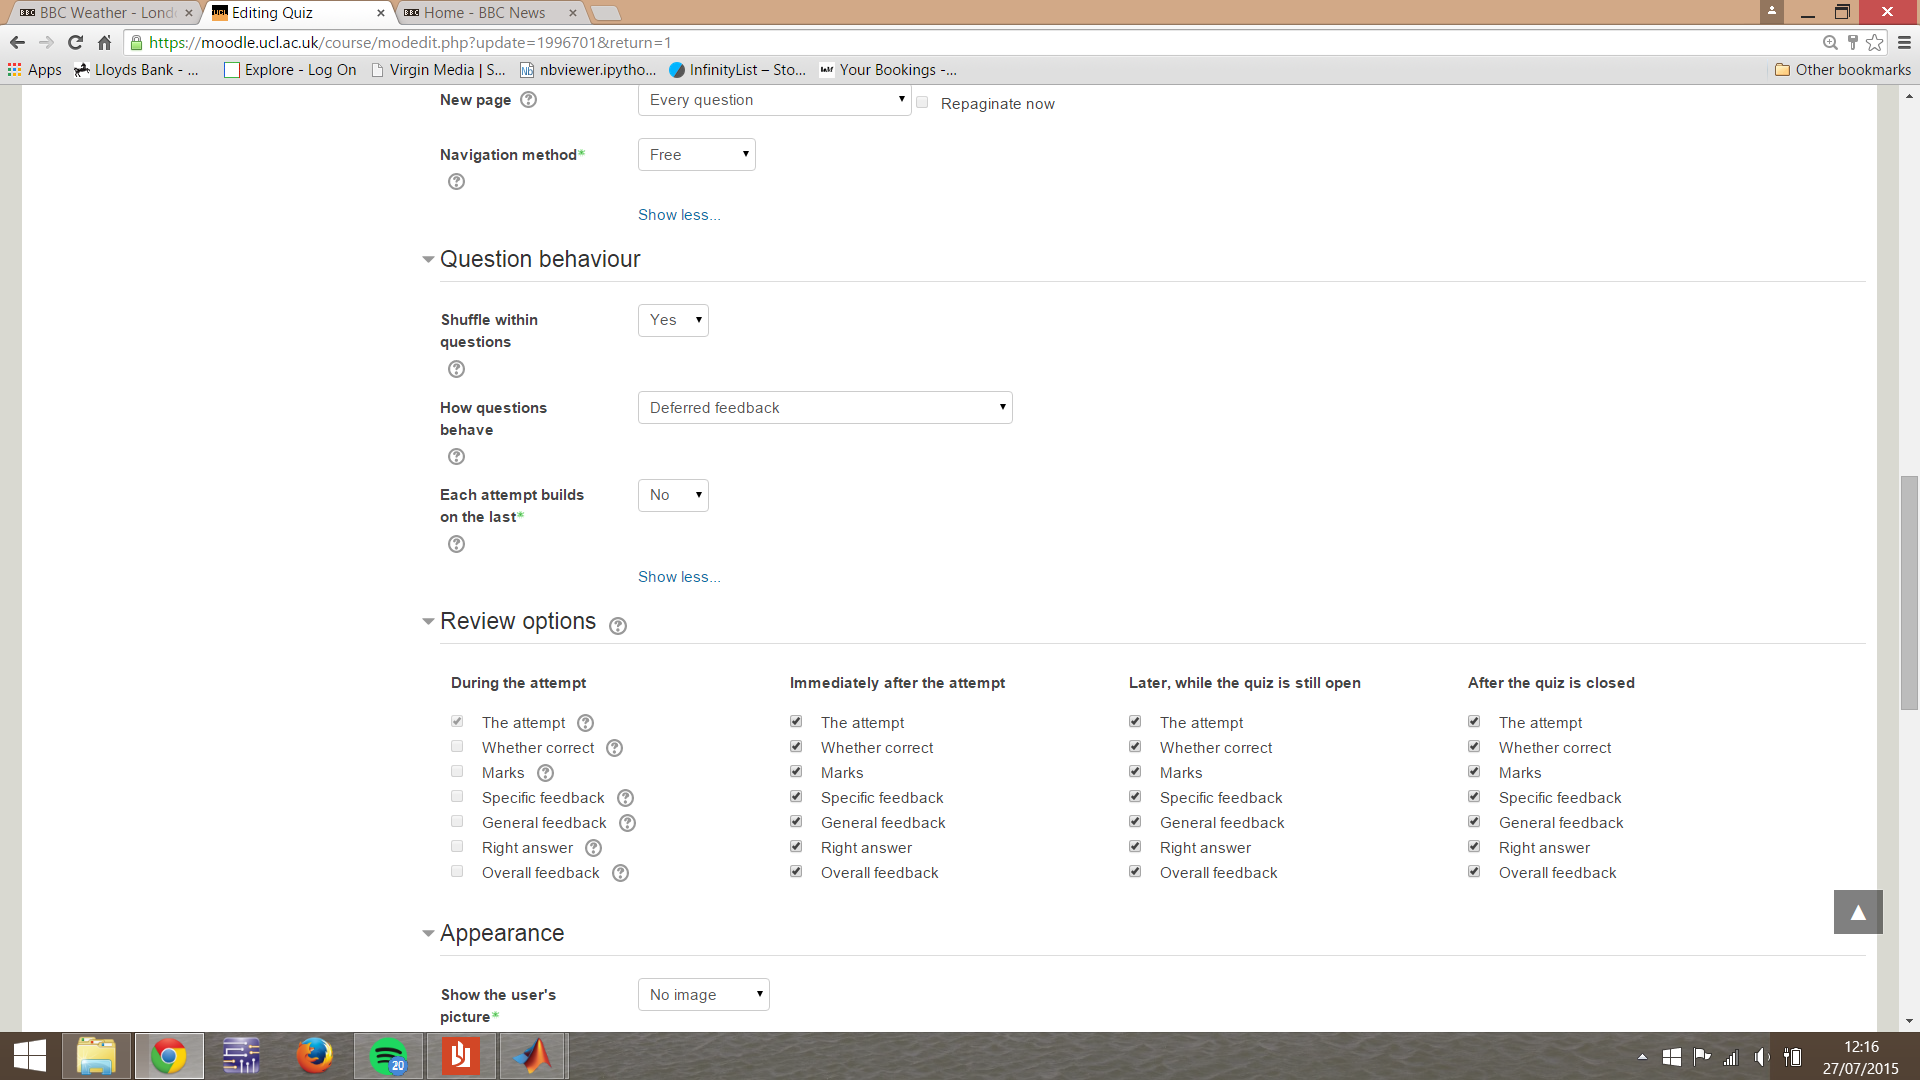 BBC Weather - Lond
Editing Quiz
Home - BBC News
https://moodle.ucl.ac.uk/course/modedit.php?update=1996701&return=1
Apps Lloyds Bank - ... Explore - Log On Virgin Media | S... nbviewer.ipytho... InfinityList – Sto... Your Bookings -... Other bookmarks
New page Every question Repaginate now
Navigation method* Free
Show less...
Question behaviour
Shuffle within
questions
Yes
How questions
behave
Deferred feedback
Each attempt builds
on the last*
No
Show less...
Review options
During the attempt
The attempt
Whether correct
Marks
Specific feedback
General feedback
Right answer
Overall feedback
Immediately after the attempt
The attempt
Whether correct
Marks
Specific feedback
General feedback
Right answer
Overall feedback
Later, while the quiz is still open
The attempt
Whether correct
Marks
Specific feedback
General feedback
Right answer
Overall feedback
After the quiz is closed
The attempt
Whether correct
Marks
Specific feedback
General feedback
Right answer
Overall feedback
Appearance
Show the user's
picture*
No image
20
12:16
27/07/2015